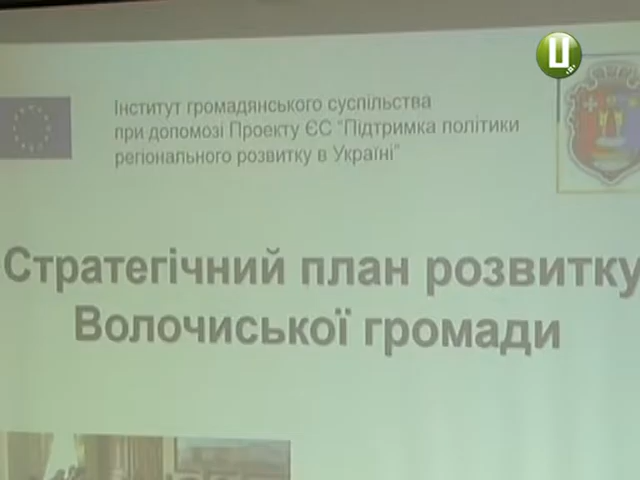 Ц
Інститут громадянського суспільства
при допомозі Проекту ЄС "Підтримка політики
регіонального розвитку в Україні"
Стратегічний план розвитку
Волочиської громади